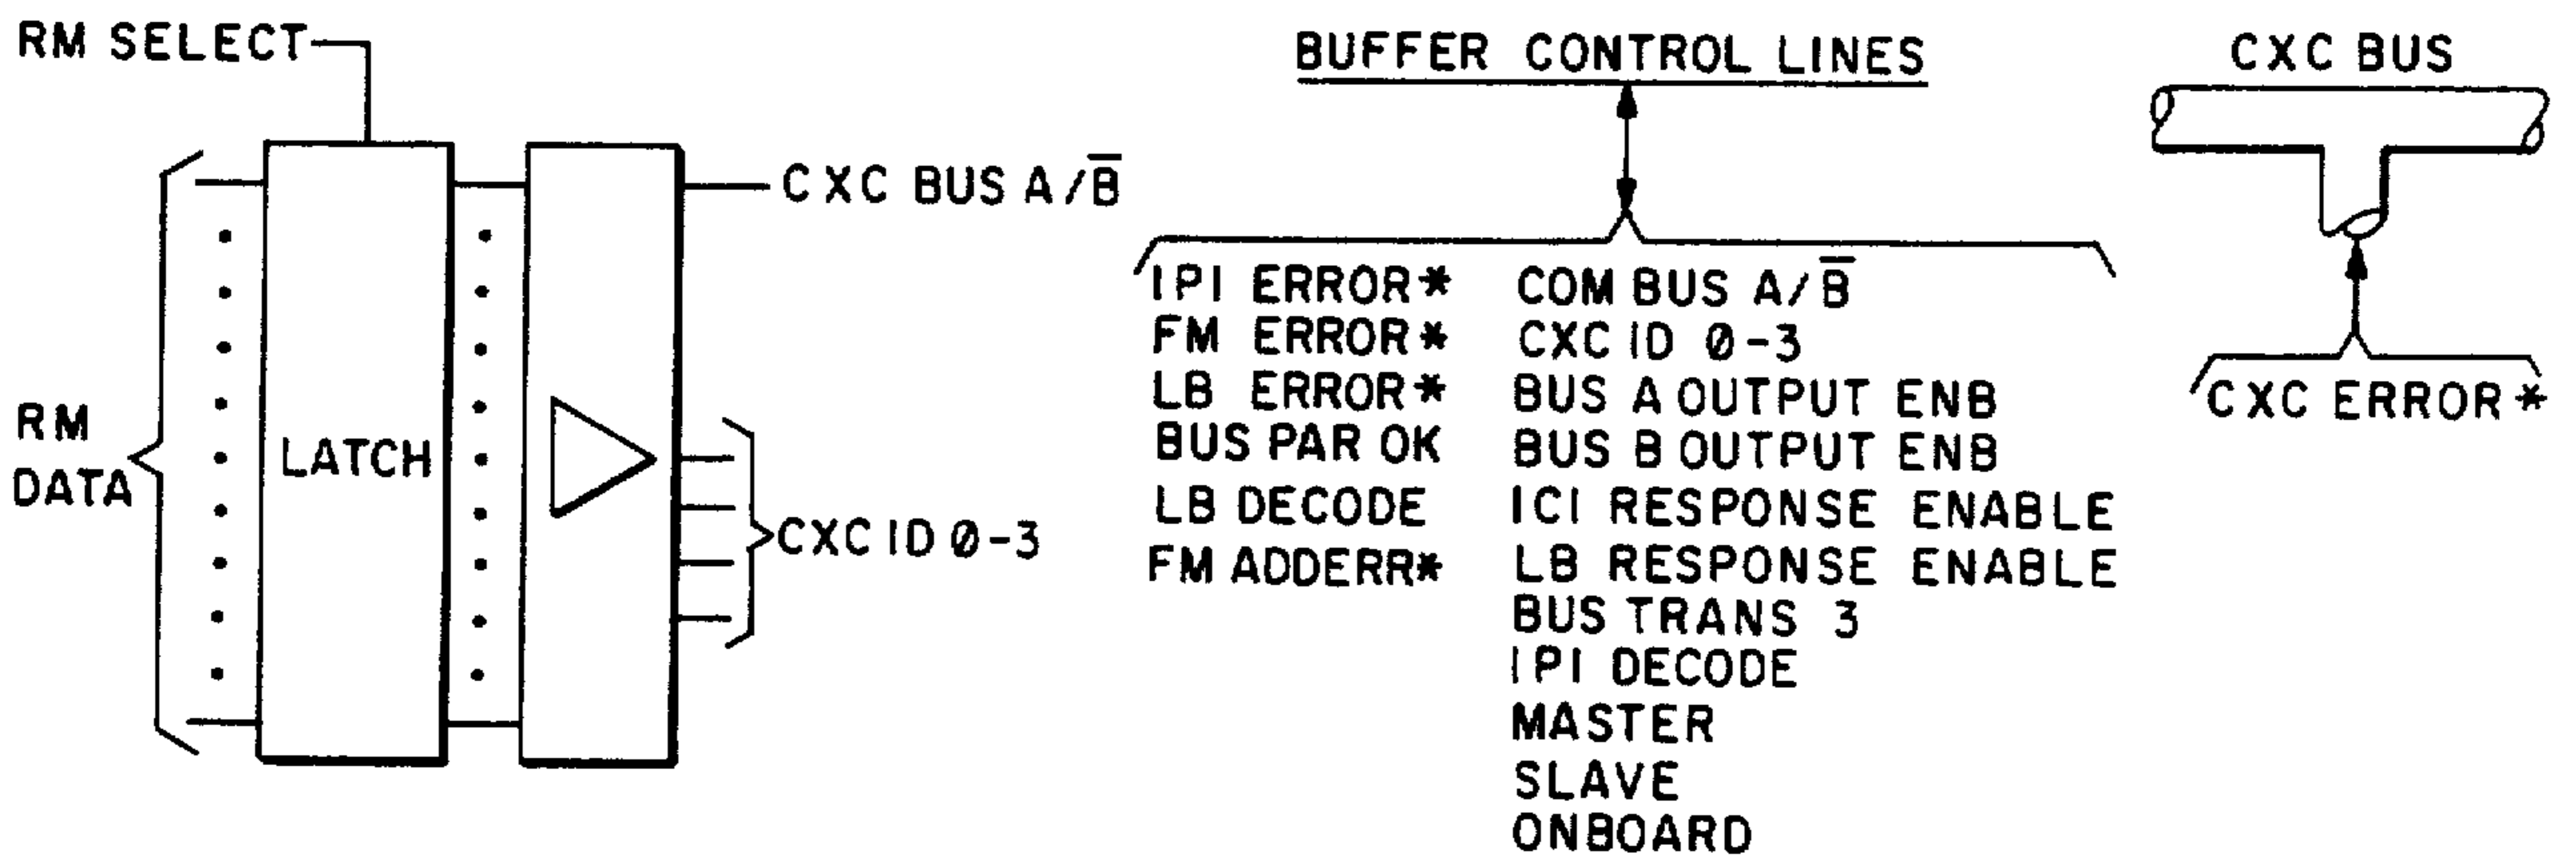 RM SELECT
RM
DATA
LATCH
CXC BUS A/B̅
CXC ID 0-3
BUFFER CONTROL LINES
IPI ERROR*
FM ERROR*
LB ERROR*
BUS PAR OK
LB DECODE
FM ADDERR*
COM BUS A/B̅
CXC ID 0-3
BUS A OUTPUT ENB
BUS B OUTPUT ENB
ICI RESPONSE ENABLE
LB RESPONSE ENABLE
BUS TRANS 3
IPI DECODE
MASTER
SLAVE
ONBOARD
CXC BUS
CXC ERROR*